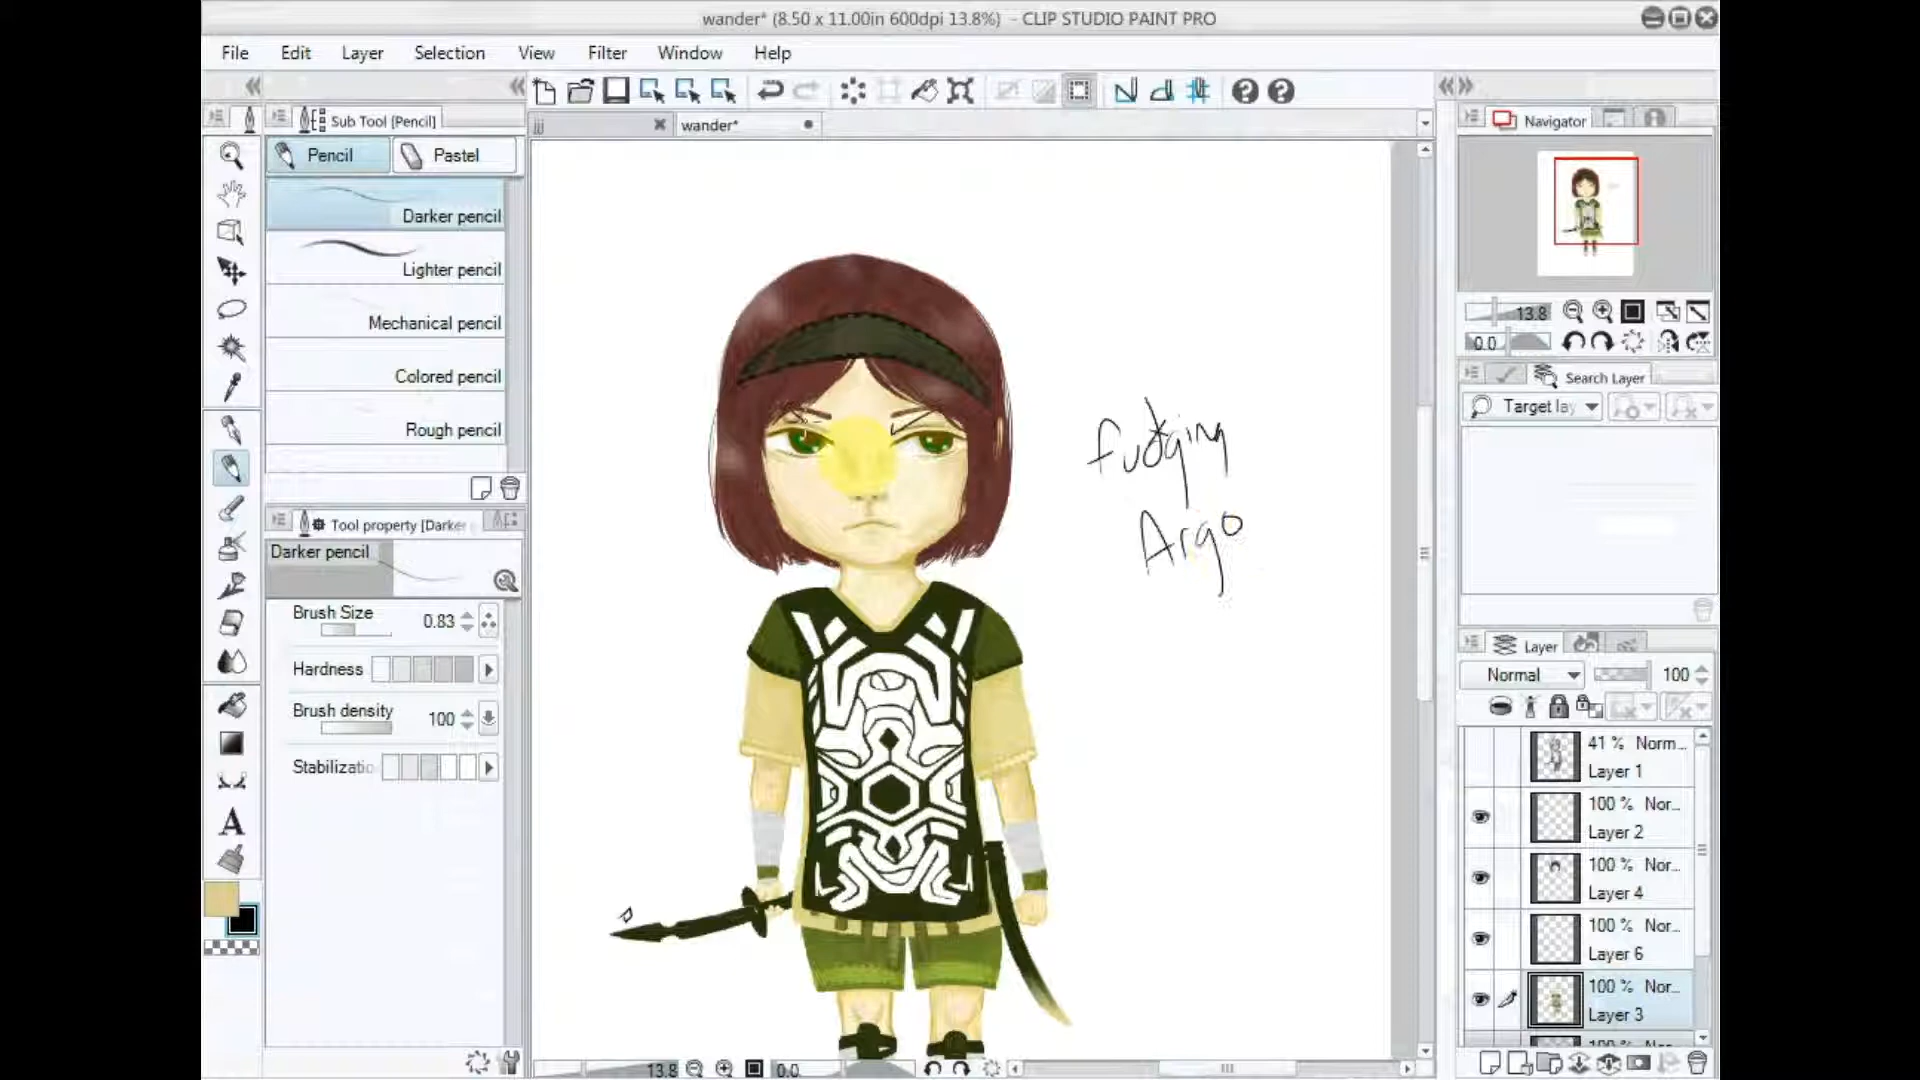 wander* (8.50 x 11.00in 600dpi 13.8%) - CLIP STUDIO PAINT PRO
File Edit Layer Selection View Filter Window Help
Sub Tool [Pencil]
jjj
wander*
Navigator
Pencil
Pastel
Darker pencil
Lighter pencil
Mechanical pencil
Colored pencil
Rough pencil
13.8
0.0
Search Layer
Target lay
fudging
Argo
Tool property [Darker
Darker pencil
Brush Size 0.83
Hardness
Brush density 100
Stabilizatio
Layer
Normal 100
41 % Norm...
Layer 1
100 % Nor...
Layer 2
100 % Nor...
Layer 4
100 % Nor...
Layer 6
100 % Nor...
Layer 3
100 % Nor...
13.8 0.0